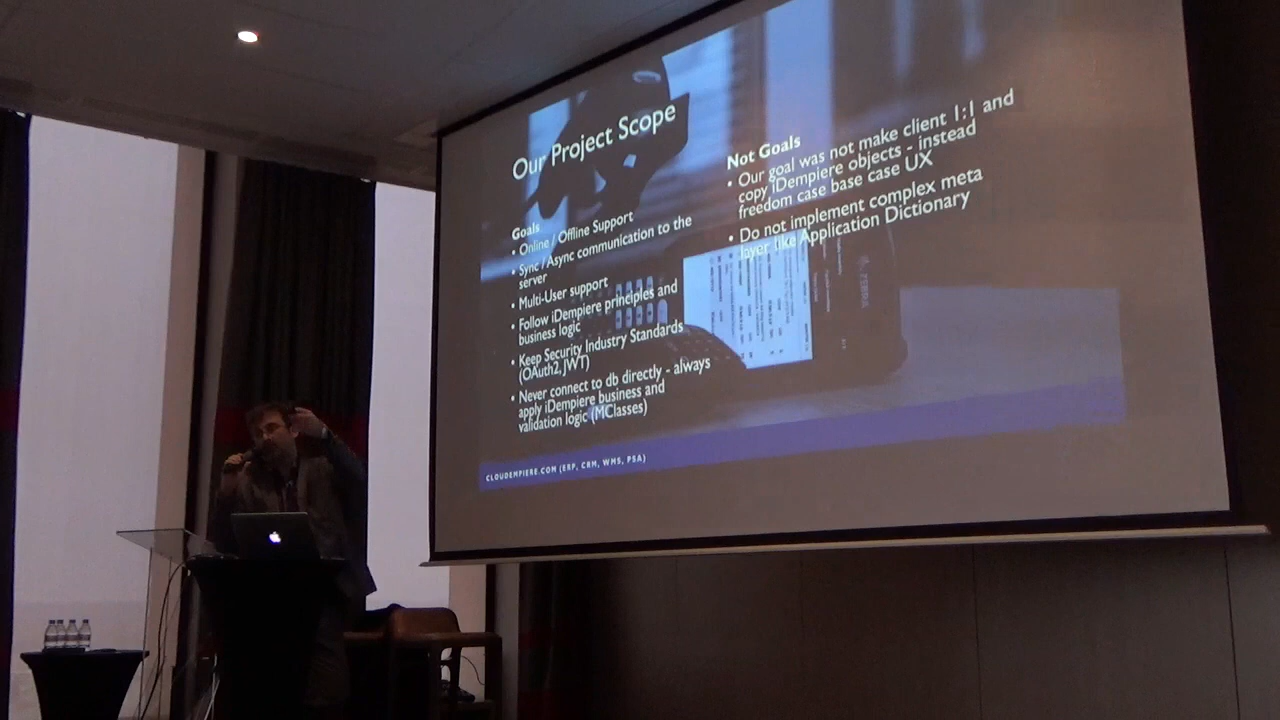 Our Project Scope
Goals
• Online / Offline Support
• Sync / Async communication to the
server
• Multi-User support
• Follow iDempiere principles and
business logic
• Keep Security Industry Standards
(OAuth2, JWT)
• Never connect to db directly - always
apply iDempiere business and
validation logic (MClasses)
Not Goals
• Our goal was not make client 1:1 and
copy iDempiere objects - instead
freedom case base case UX
• Do not implement complex meta
layer like Application Dictionary
CLOUDEMPIERE.COM (ERP, CRM, WMS, PSA)
ZEBRA